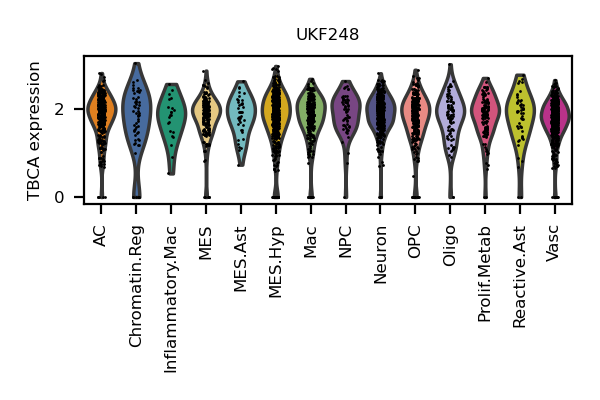 UKF248
TBCA expression
2
0
AC
Chromatin.Reg
Inflammatory.Mac
MES
MES.Ast
MES.Hyp
Mac
NPC
Neuron
OPC
Oligo
Prolif.Metab
Reactive.Ast
Vasc